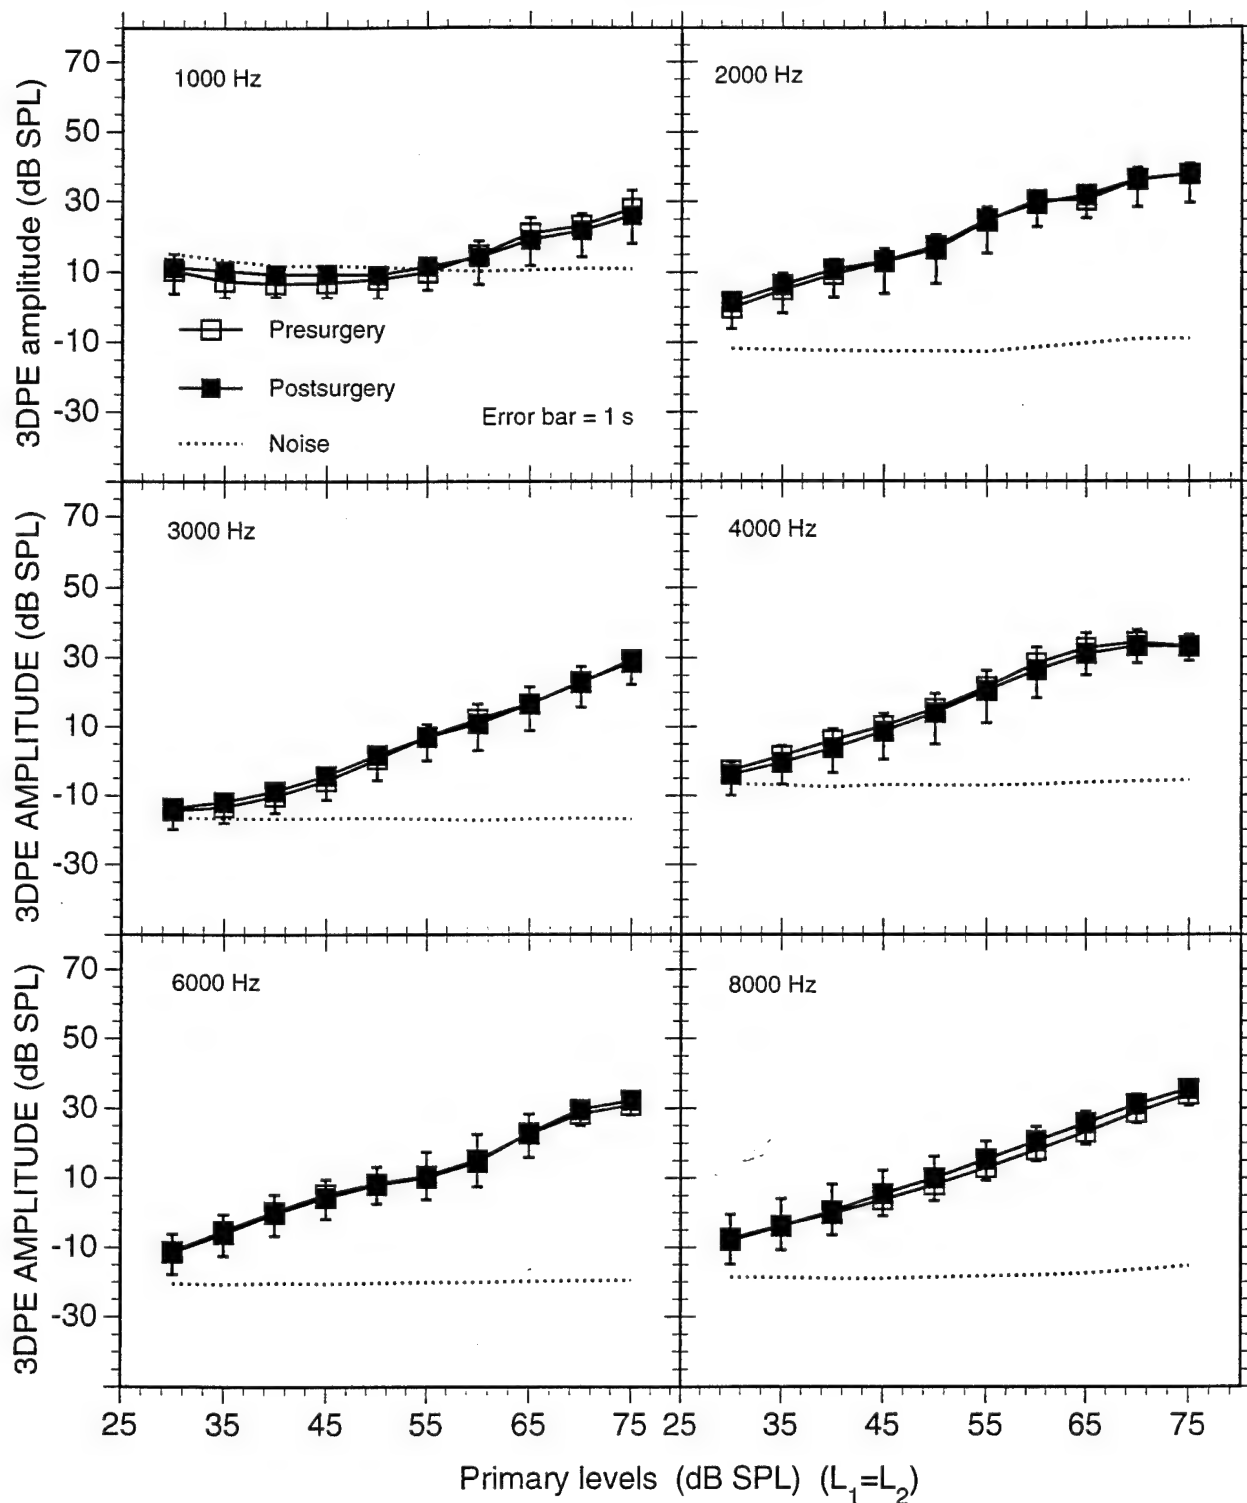 3DPE amplitude (dB SPL)
70
50
30
10
-10
-30
1000 Hz
Presurgery
Postsurgery
Noise
Error bar = 1 s
2000 Hz
3DPE AMPLITUDE (dB SPL)
70
50
30
10
-10
-30
3000 Hz
4000 Hz
3DPE AMPLITUDE (dB SPL)
70
50
30
10
-10
-30
6000 Hz
8000 Hz
25 35 45 55 65 75 25 35 45 55 65 75
Primary levels (dB SPL) (L₁=L₂)